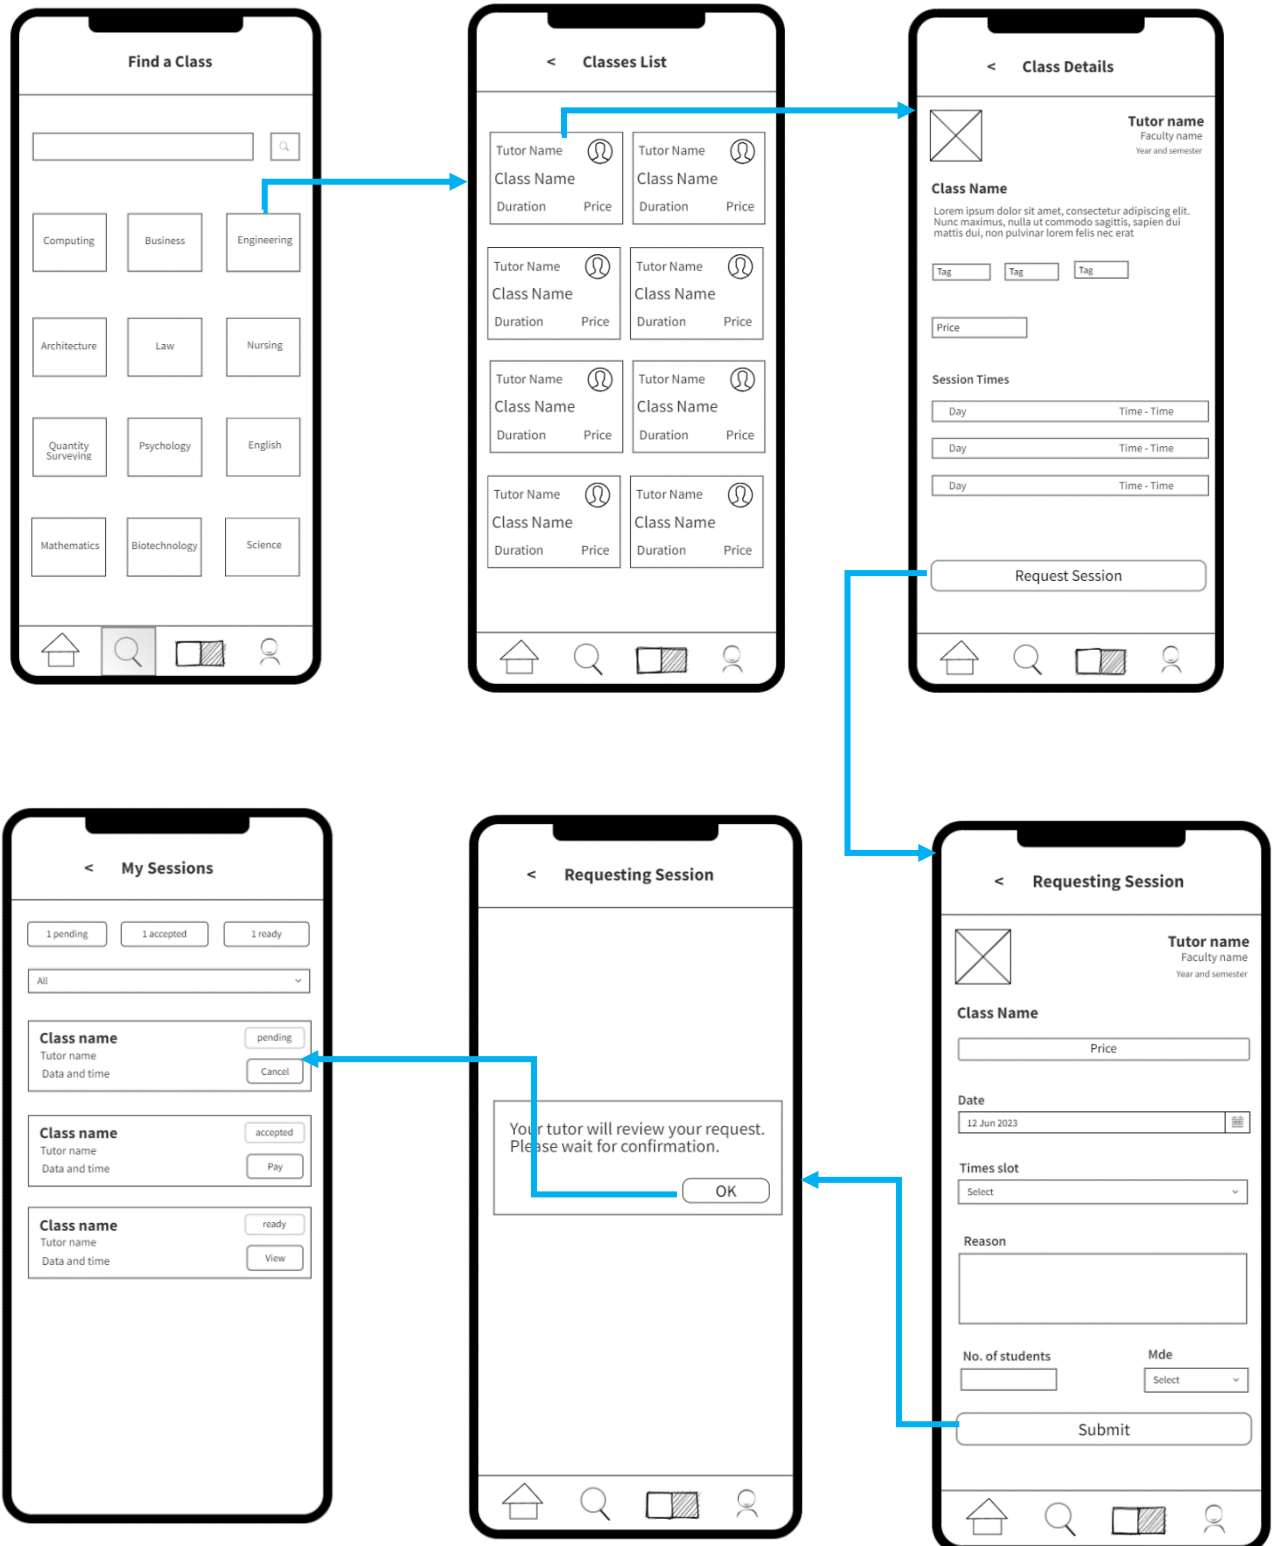 Find a Class
Computing
Business
Engineering
Architecture
Law
Nursing
Quantity
Surveying
Psychology
English
Mathematics
Biotechnology
Science
< Classes List
Tutor Name
Class Name
Duration Price
Tutor Name
Class Name
Duration Price
Tutor Name
Class Name
Duration Price
Tutor Name
Class Name
Duration Price
Tutor Name
Class Name
Duration Price
Tutor Name
Class Name
Duration Price
Tutor Name
Class Name
Duration Price
Tutor Name
Class Name
Duration Price
< Class Details
Tutor name
Faculty name
Year and semester
Class Name
Lorem ipsum dolor sit amet, consectetur adipiscing elit.
Nunc maximus, nulla ut commodo sagittis, sapien dui
mattis dui, non pulvinar lorem felis nec erat
Tag
Tag
Tag
Price
Session Times
Day Time - Time
Day Time - Time
Day Time - Time
Request Session
< My Sessions
1 pending
1 accepted
1 ready
All
Class name
pending
Tutor name
Data and time
Cancel
Class name
accepted
Tutor name
Data and time
Pay
Class name
ready
Tutor name
Data and time
View
< Requesting Session
Your tutor will review your request.
Please wait for confirmation.
OK
< Requesting Session
Tutor name
Faculty name
Year and semester
Class Name
Price
Date
12 Jun 2023
Times slot
Select
Reason
No. of students
Mde
Select
Submit